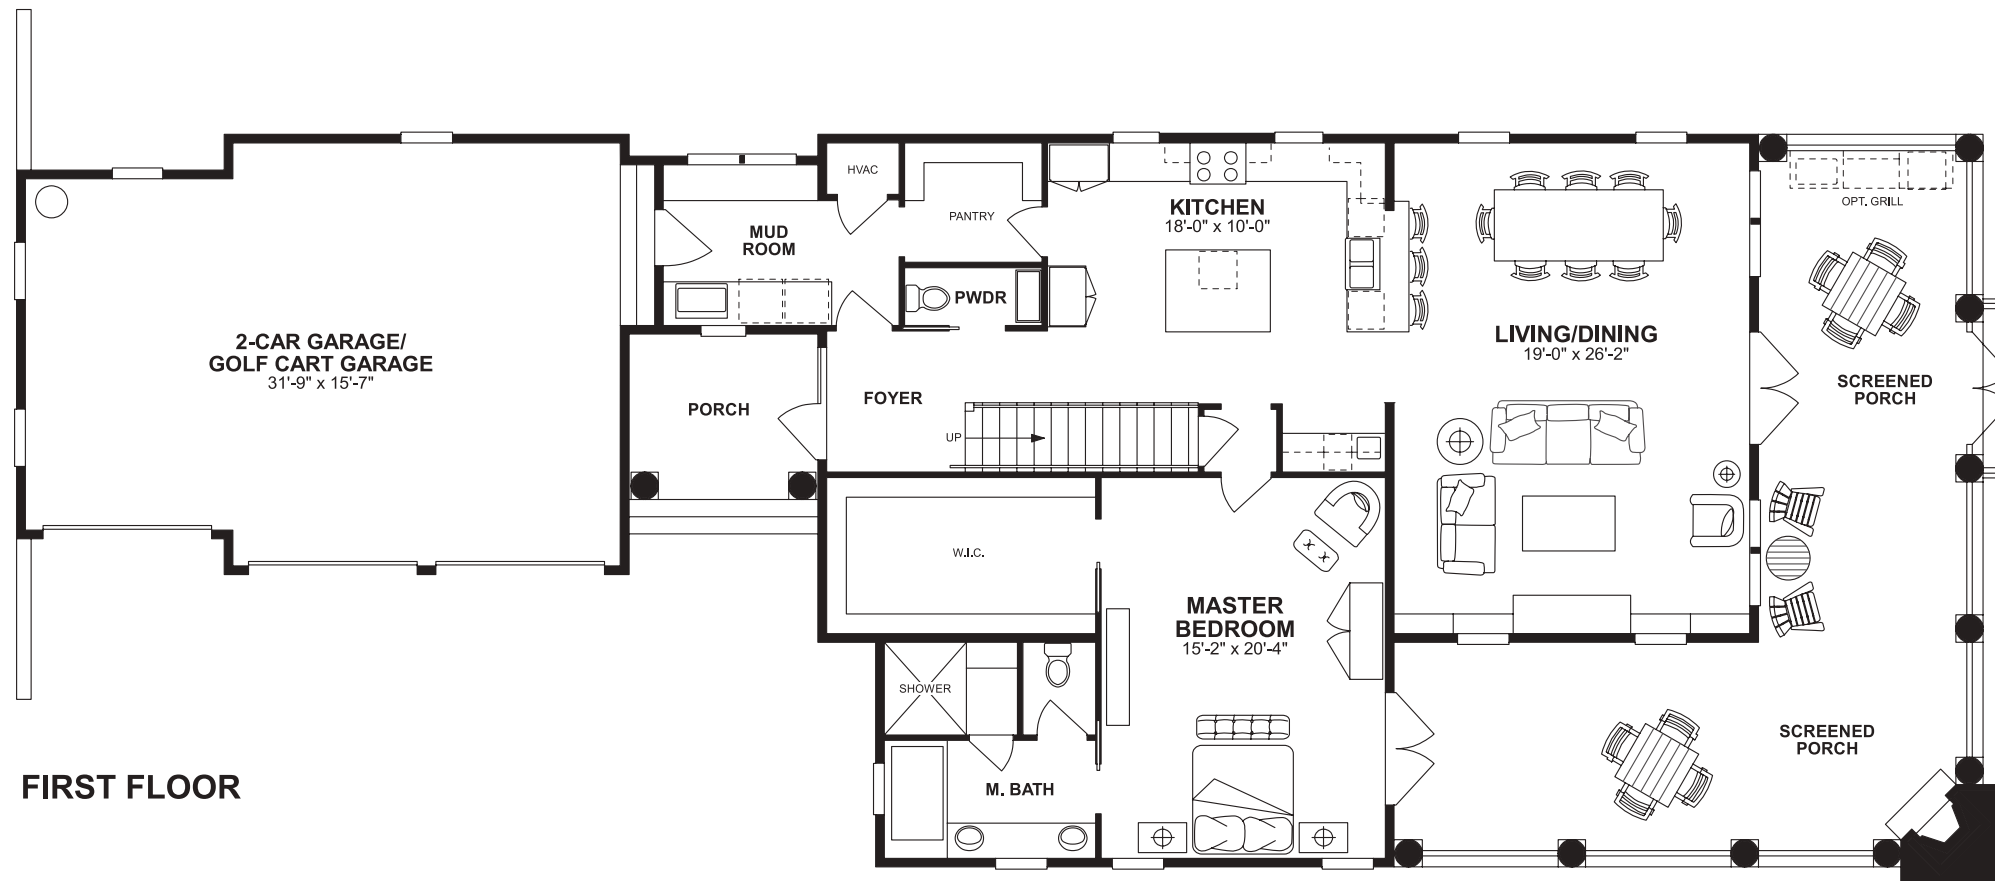 HVAC
PANTRY
KITCHEN
18'-0" x 10'-0"
OPT. GRILL
MUD
ROOM
PWDR
2-CAR GARAGE/
GOLF CART GARAGE
31'-9" x 15'-7"
LIVING/DINING
19'-0" x 26'-2"
SCREENED
PORCH
PORCH
FOYER
UP
W.I.C.
MASTER
BEDROOM
15'-2" x 20'-4"
SHOWER
SCREENED
PORCH
M. BATH
FIRST FLOOR